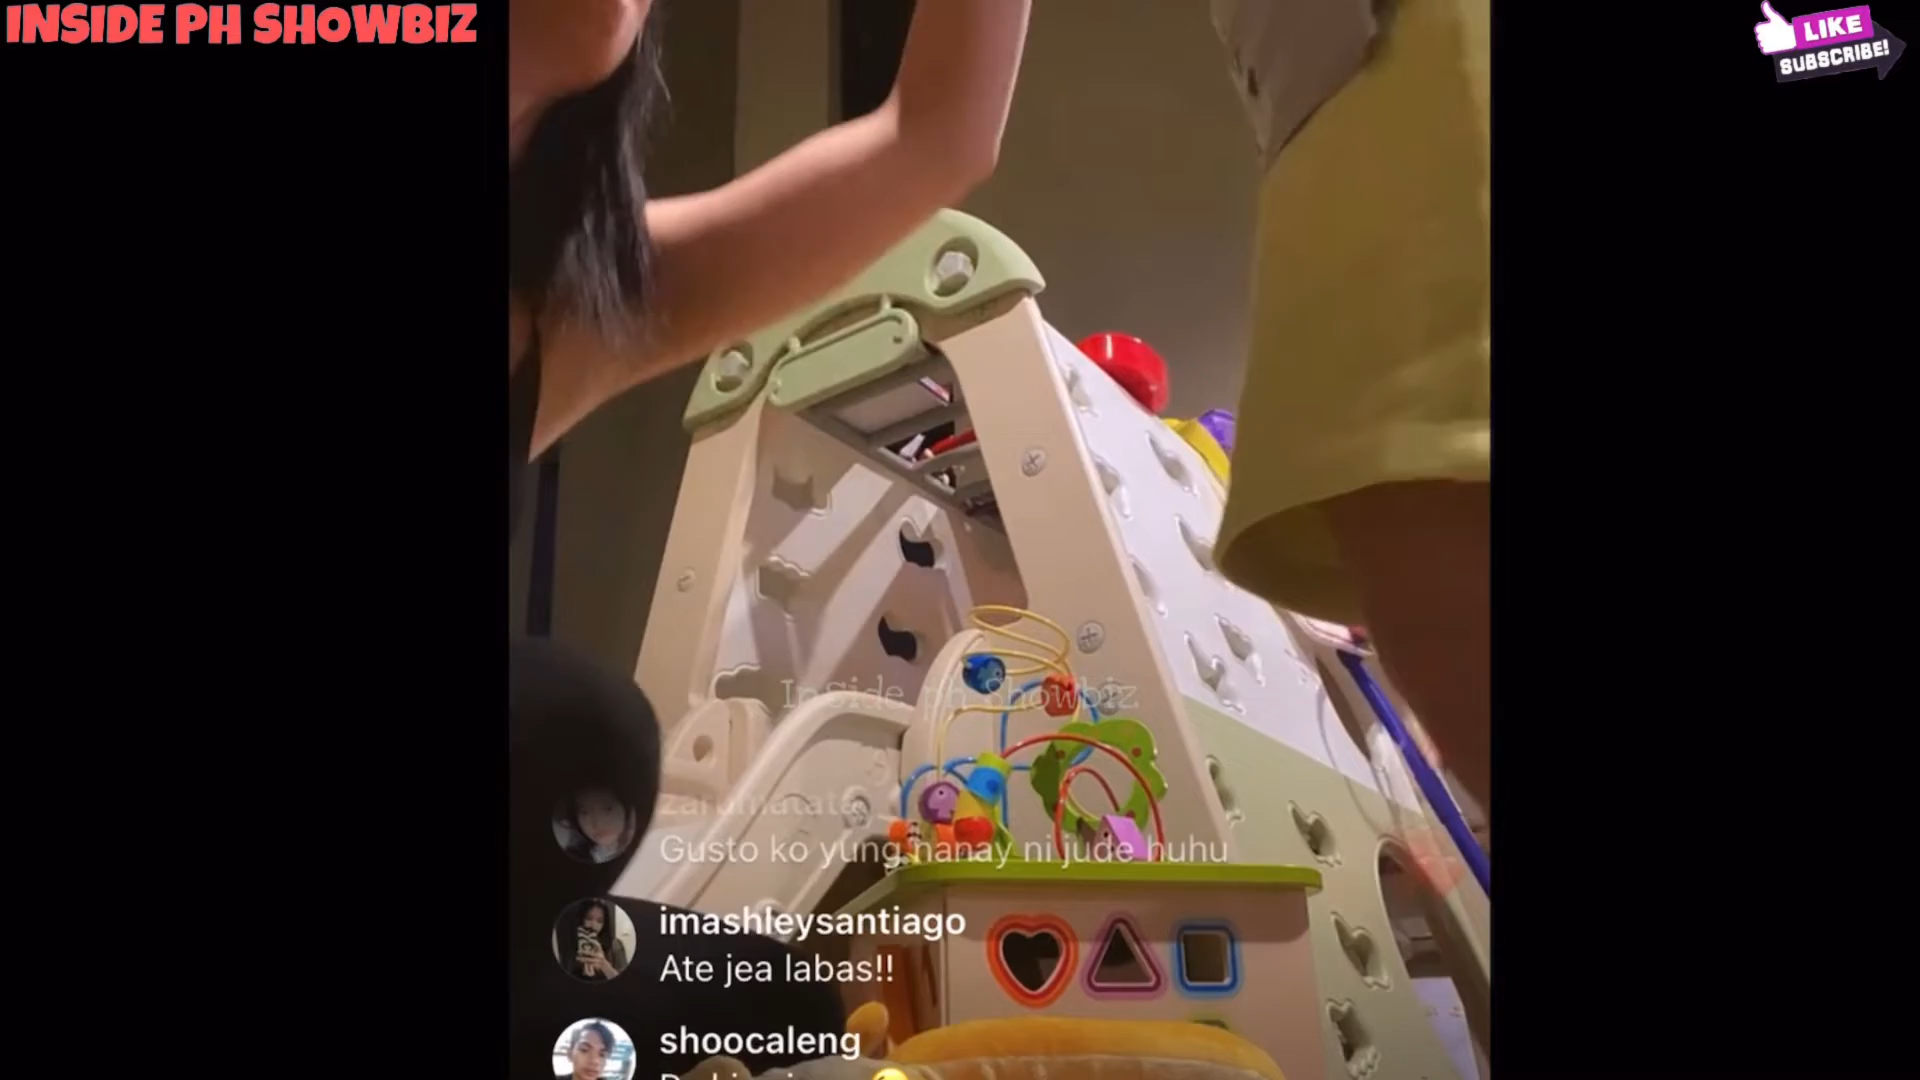 INSIDE PH SHOWBIZ
LIKE
SUBSCRIBE!
InSide ph Showbiz
Gusto ko yung nanay ni jude huhu
imashleysantiago
Ate jea labas!!
shoocaleng